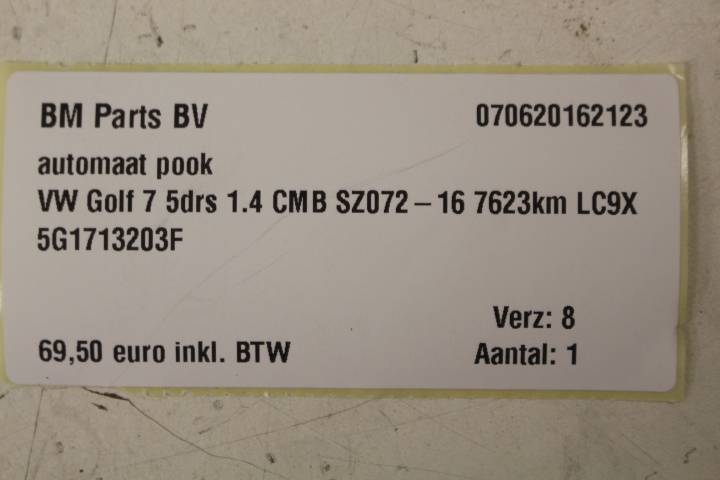 BM Parts BV 070620162123
automaat pook
VW Golf 7 5drs 1.4 CMB SZ072 – 16 7623km LC9X
5G1713203F
Verz: 8
69,50 euro inkl. BTW Aantal: 1